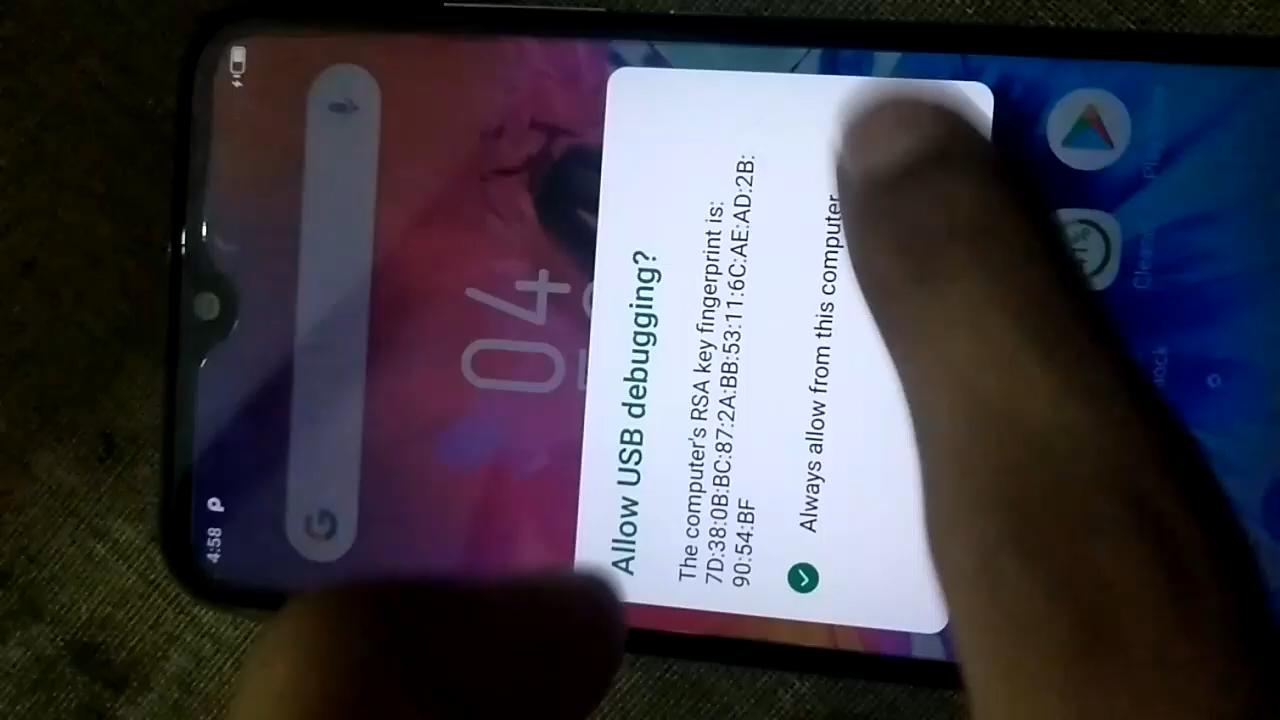 4:58
G
04
Allow USB debugging?
The computer's RSA key fingerprint is:
7D:38:0B:BC:87:2A:BB:53:11:6C:AE:AD:2B:
90:54:BF
Always allow from this computer